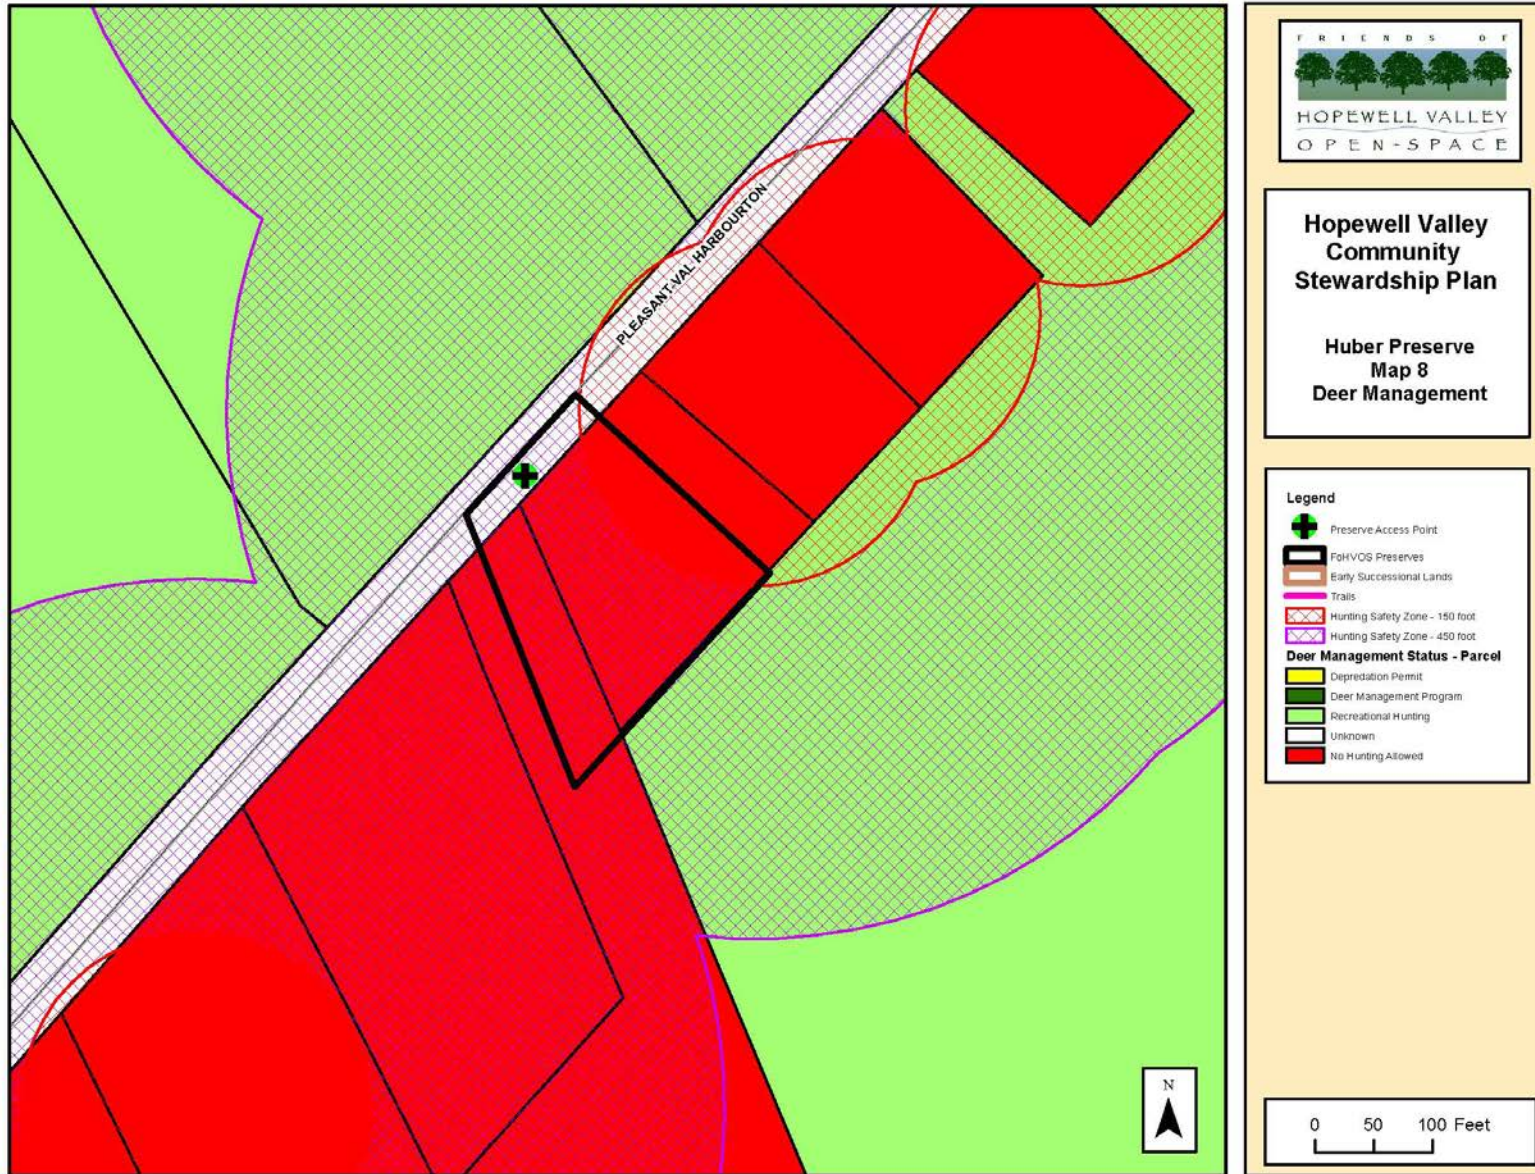 PLEASANT-VAL HARBOURTON
N
FRIENDS OF
HOPEWELL VALLEY
OPEN-SPACE
Hopewell Valley
Community
Stewardship Plan
Huber Preserve
Map 8
Deer Management
Legend
Preserve Access Point
FoHVOS Preserves
Early Successional Lands
Trails
Hunting Safety Zone - 150 foot
Hunting Safety Zone - 450 foot
Deer Management Status - Parcel
Depredation Permit
Deer Management Program
Recreational Hunting
Unknown
No Hunting Allowed
0 50 100 Feet